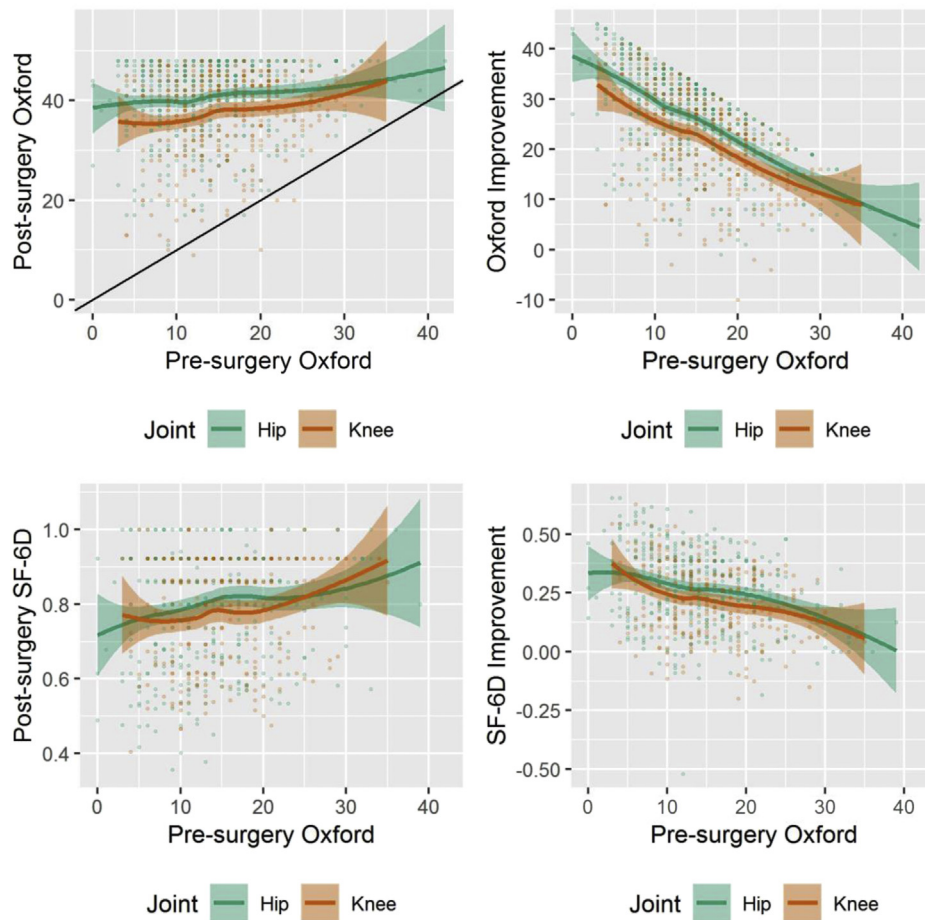 Post-surgery Oxford
40
20
0
0 10 20 30 40
Pre-surgery Oxford
Joint Hip Knee
Oxford Improvement
40
30
20
10
0
-10
0 10 20 30 40
Pre-surgery Oxford
Joint Hip Knee
Post-surgery SF-6D
1.0
0.8
0.6
0.4
0 10 20 30 40
Pre-surgery Oxford
Joint Hip Knee
SF-6D Improvement
0.50
0.25
0.00
-0.25
-0.50
0 10 20 30 40
Pre-surgery Oxford
Joint Hip Knee